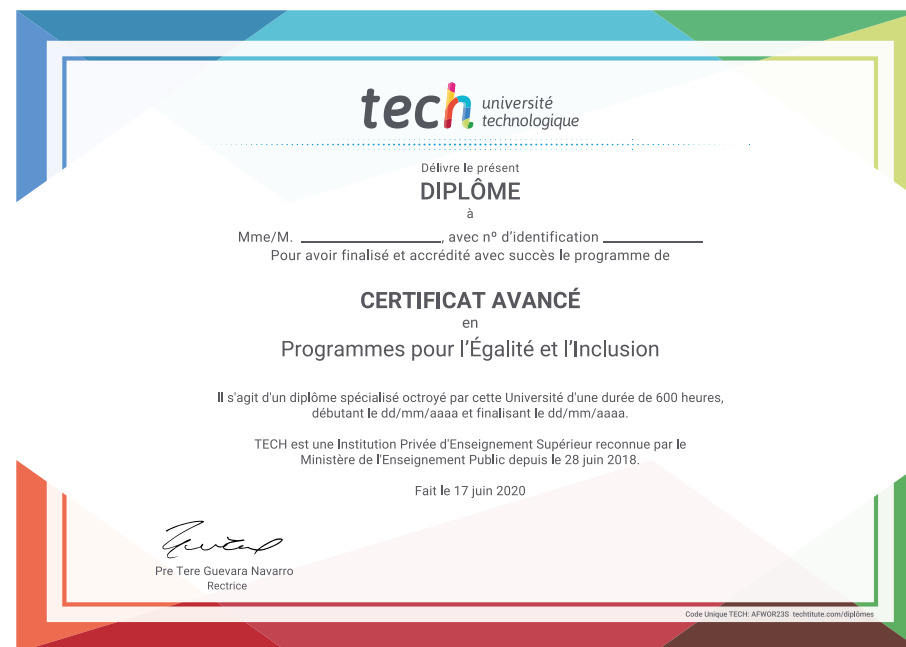 tech université
technologique
Délivre le présent
DIPLÔME
à
Mme/M. ____________________, avec nº d'identification ______________
Pour avoir finalisé et accrédité avec succès le programme de
CERTIFICAT AVANCÉ
en
Programmes pour l'Égalité et l'Inclusion
Il s'agit d'un diplôme spécialisé octroyé par cette Université d'une durée de 600 heures,
débutant le dd/mm/aaaa et finalisant le dd/mm/aaaa.
TECH est une Institution Privée d'Enseignement Supérieur reconnue par le
Ministère de l'Enseignement Public depuis le 28 juin 2018.
Fait le 17 juin 2020
Pre Tere Guevara Navarro
Rectrice
Code Unique TECH: AFWOR23S techtitute.com/diplômes